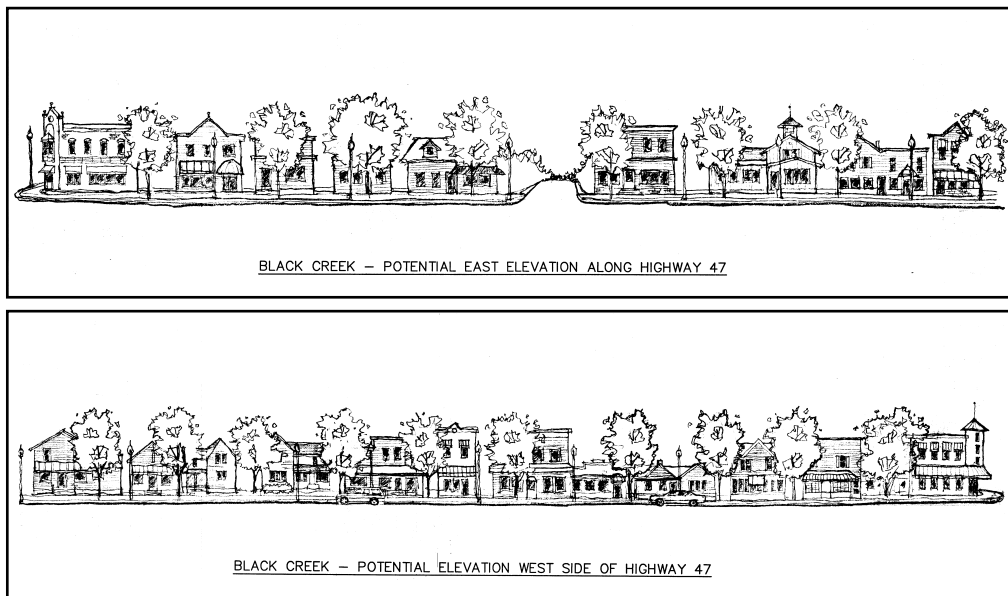 BLACK CREEK – POTENTIAL EAST ELEVATION ALONG HIGHWAY 47
BLACK CREEK – POTENTIAL ELEVATION WEST SIDE OF HIGHWAY 47